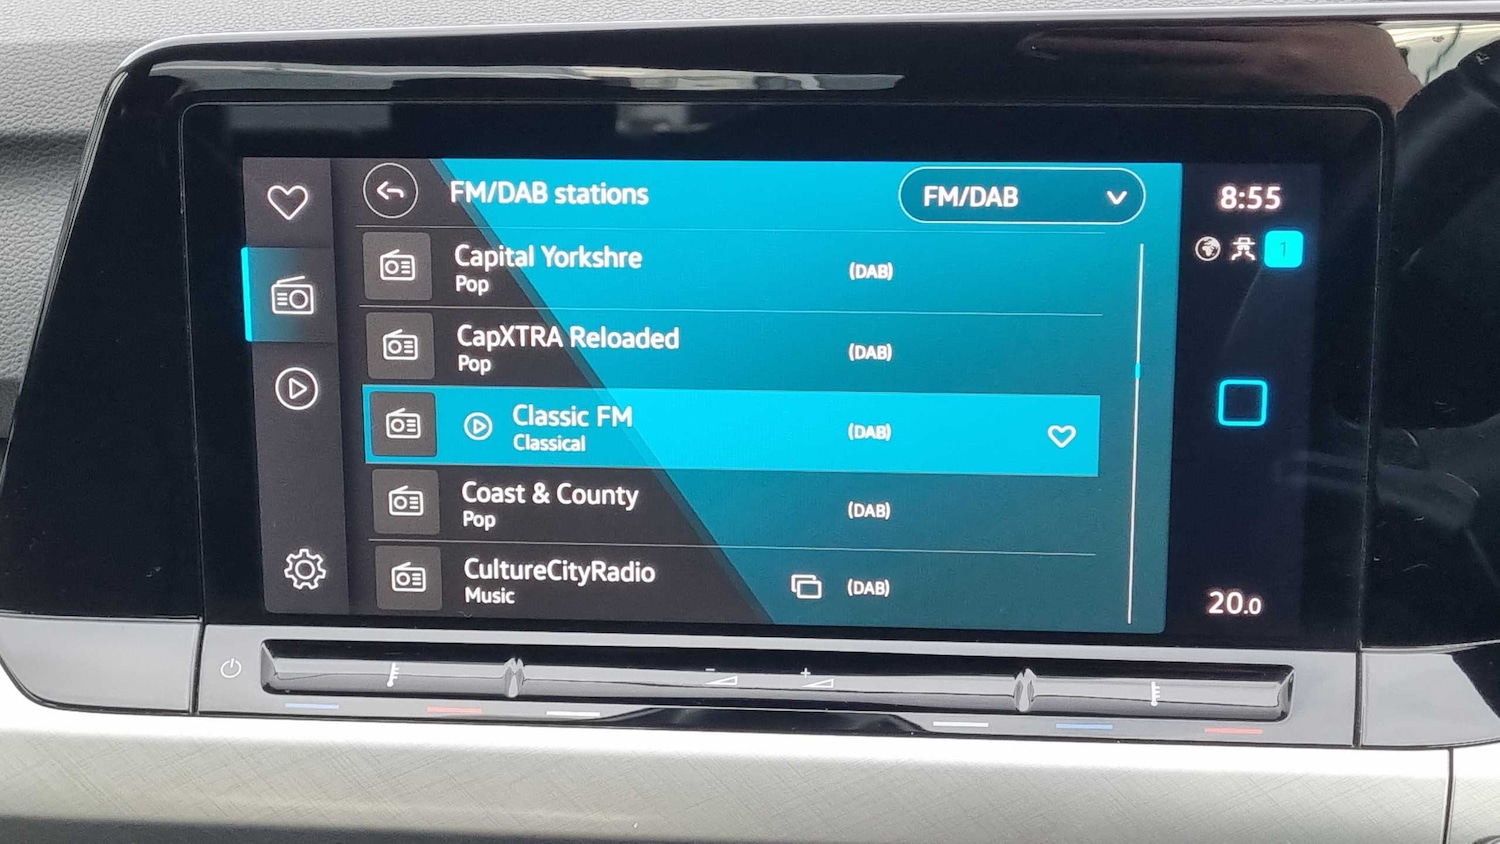 FM/DAB stations
FM/DAB
8:55
1
Capital Yorkshre
Pop
(DAB)
CapXTRA Reloaded
Pop
(DAB)
Classic FM
Classical
(DAB)
Coast & County
Pop
(DAB)
CultureCityRadio
Music
(DAB)
20.0